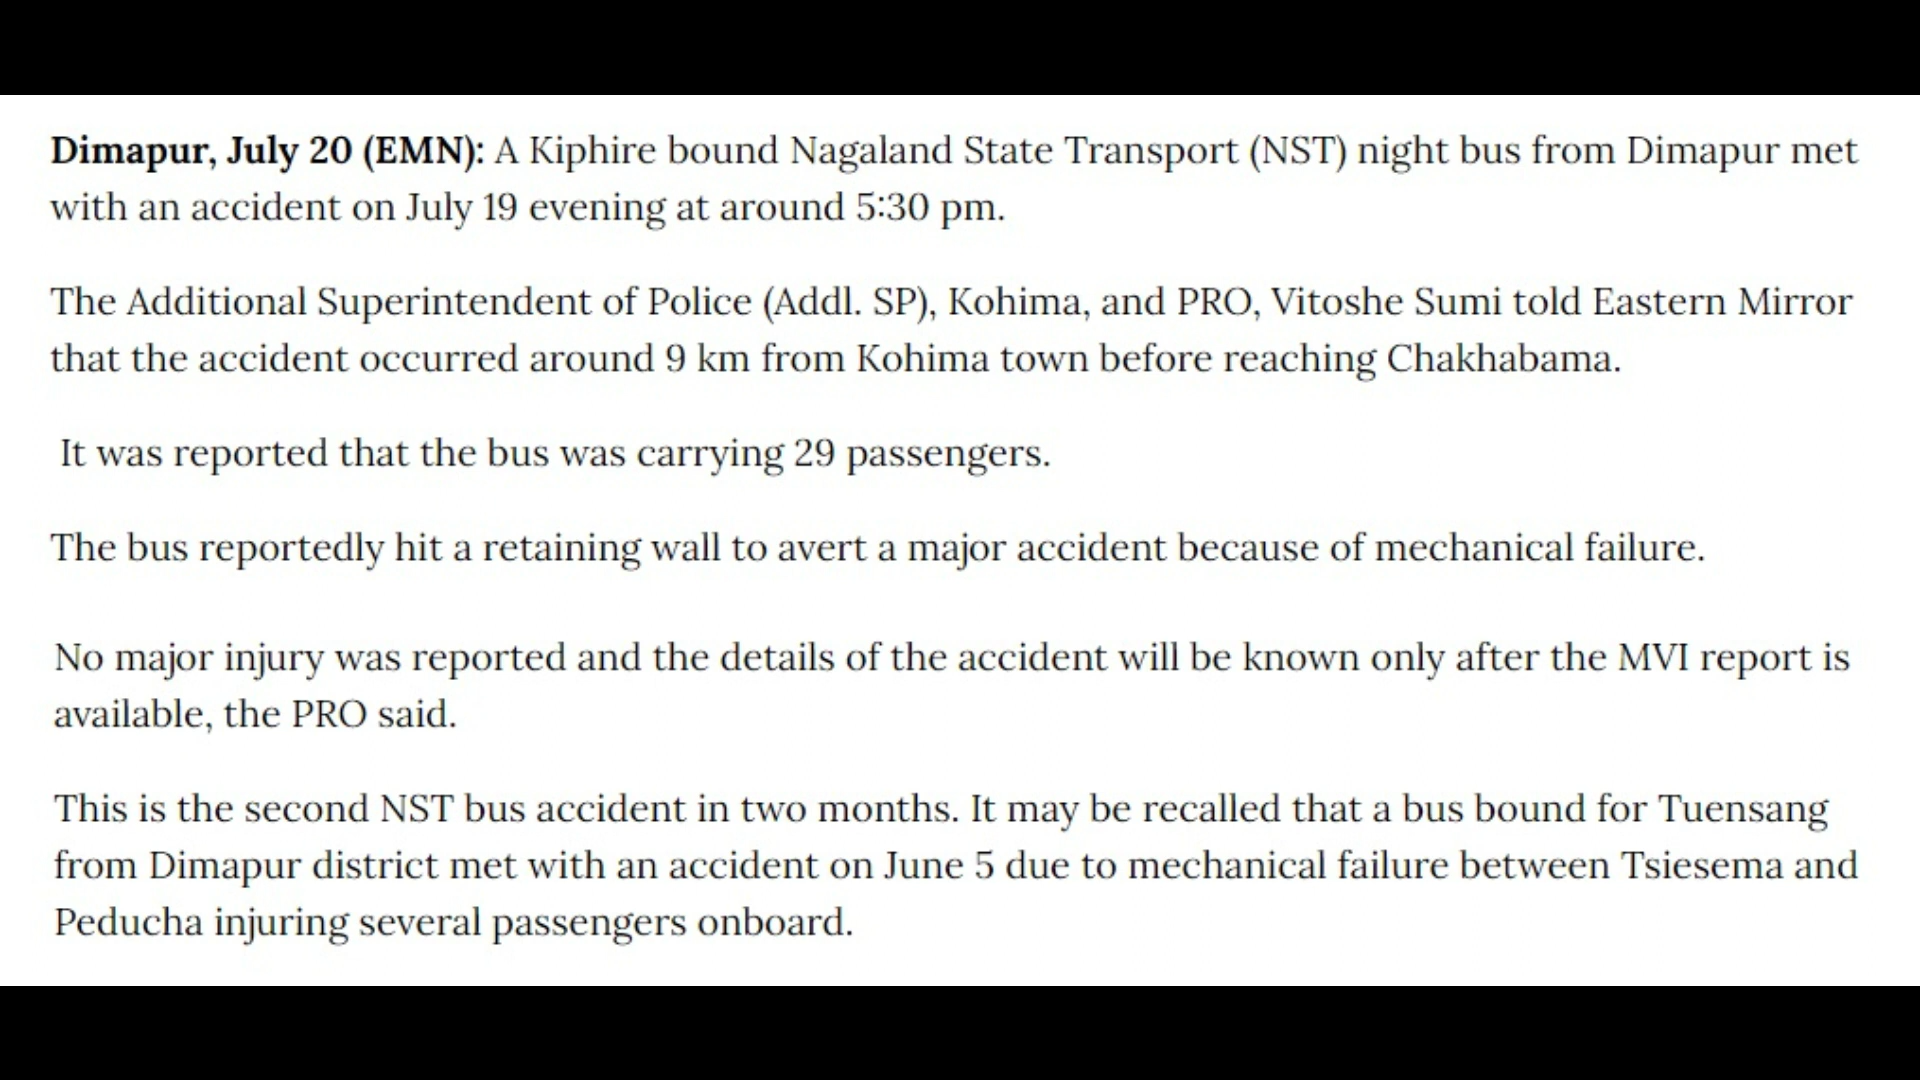 Dimapur, July 20 (EMN): A Kiphire bound Nagaland State Transport (NST) night bus from Dimapur met
with an accident on July 19 evening at around 5:30 pm.
The Additional Superintendent of Police (Addl. SP), Kohima, and PRO, Vitoshe Sumi told Eastern Mirror
that the accident occurred around 9 km from Kohima town before reaching Chakhabama.
It was reported that the bus was carrying 29 passengers.
The bus reportedly hit a retaining wall to avert a major accident because of mechanical failure.
No major injury was reported and the details of the accident will be known only after the MVI report is
available, the PRO said.
This is the second NST bus accident in two months. It may be recalled that a bus bound for Tuensang
from Dimapur district met with an accident on June 5 due to mechanical failure between Tsiesema and
Peducha injuring several passengers onboard.